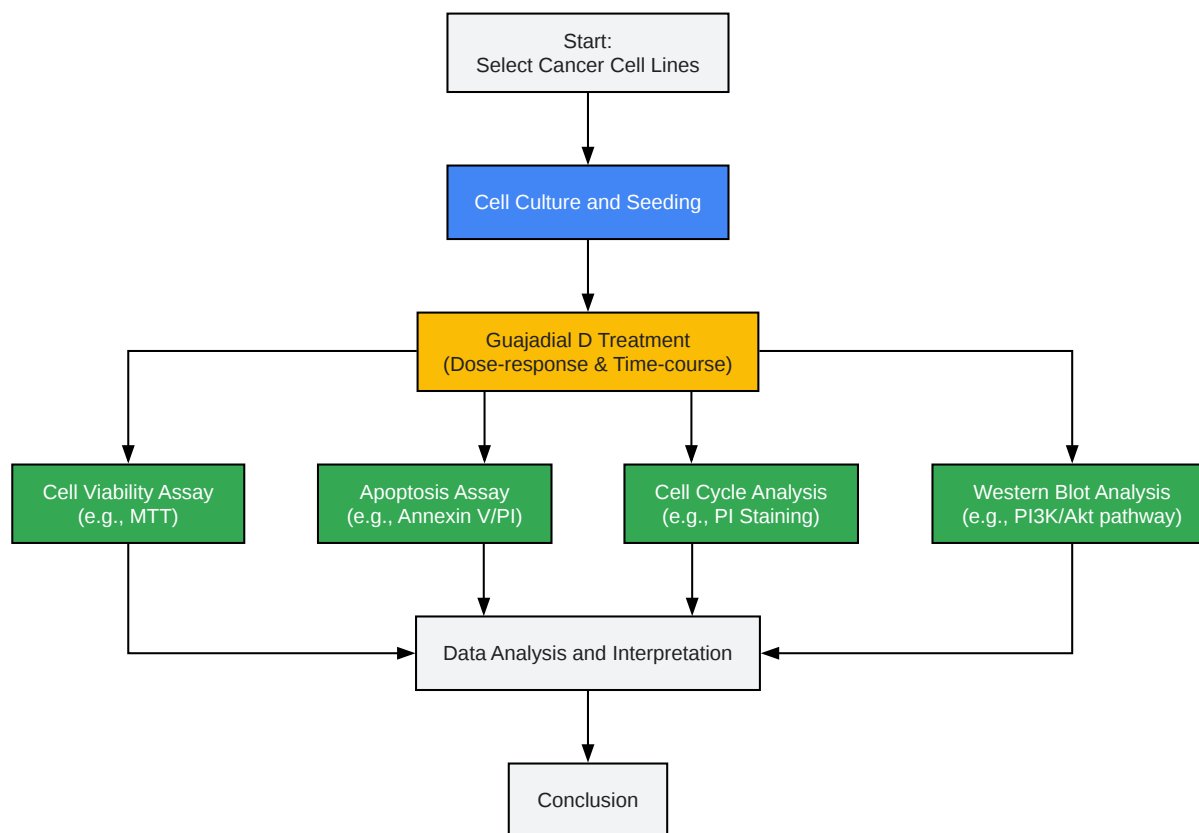 Start:
Select Cancer Cell Lines
Cell Culture and Seeding
Guajadial D Treatment
(Dose-response & Time-course)
Cell Viability Assay
(e.g., MTT)
Apoptosis Assay
(e.g., Annexin V/PI)
Cell Cycle Analysis
(e.g., PI Staining)
Western Blot Analysis
(e.g., PI3K/Akt pathway)
Data Analysis and Interpretation
Conclusion